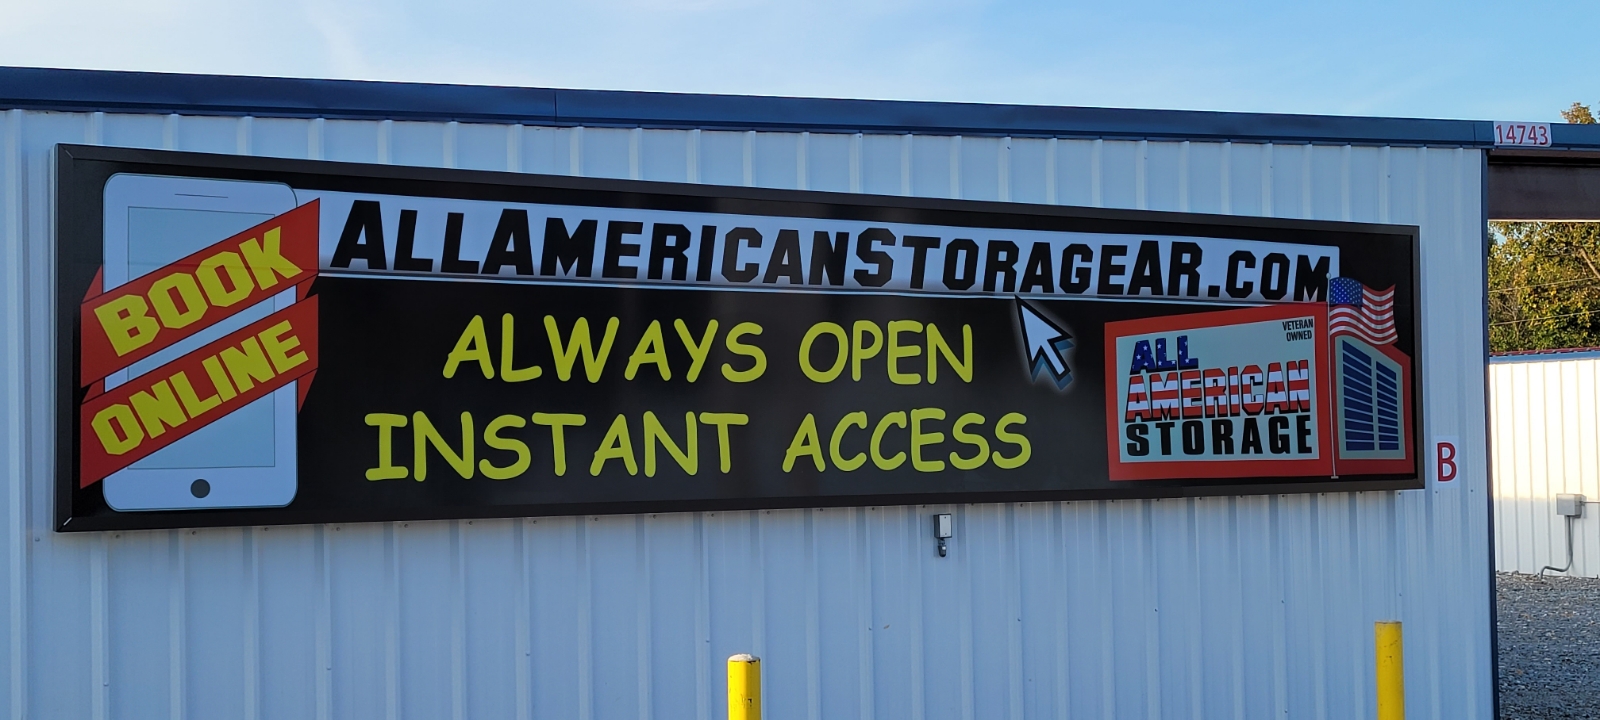 14743
ALLAMERICANSTORAGEAR.COM
BOOK
ONLINE
ALWAYS OPEN
INSTANT ACCESS
VETERAN
OWNED
ALL
AMERICAN
STORAGE
B